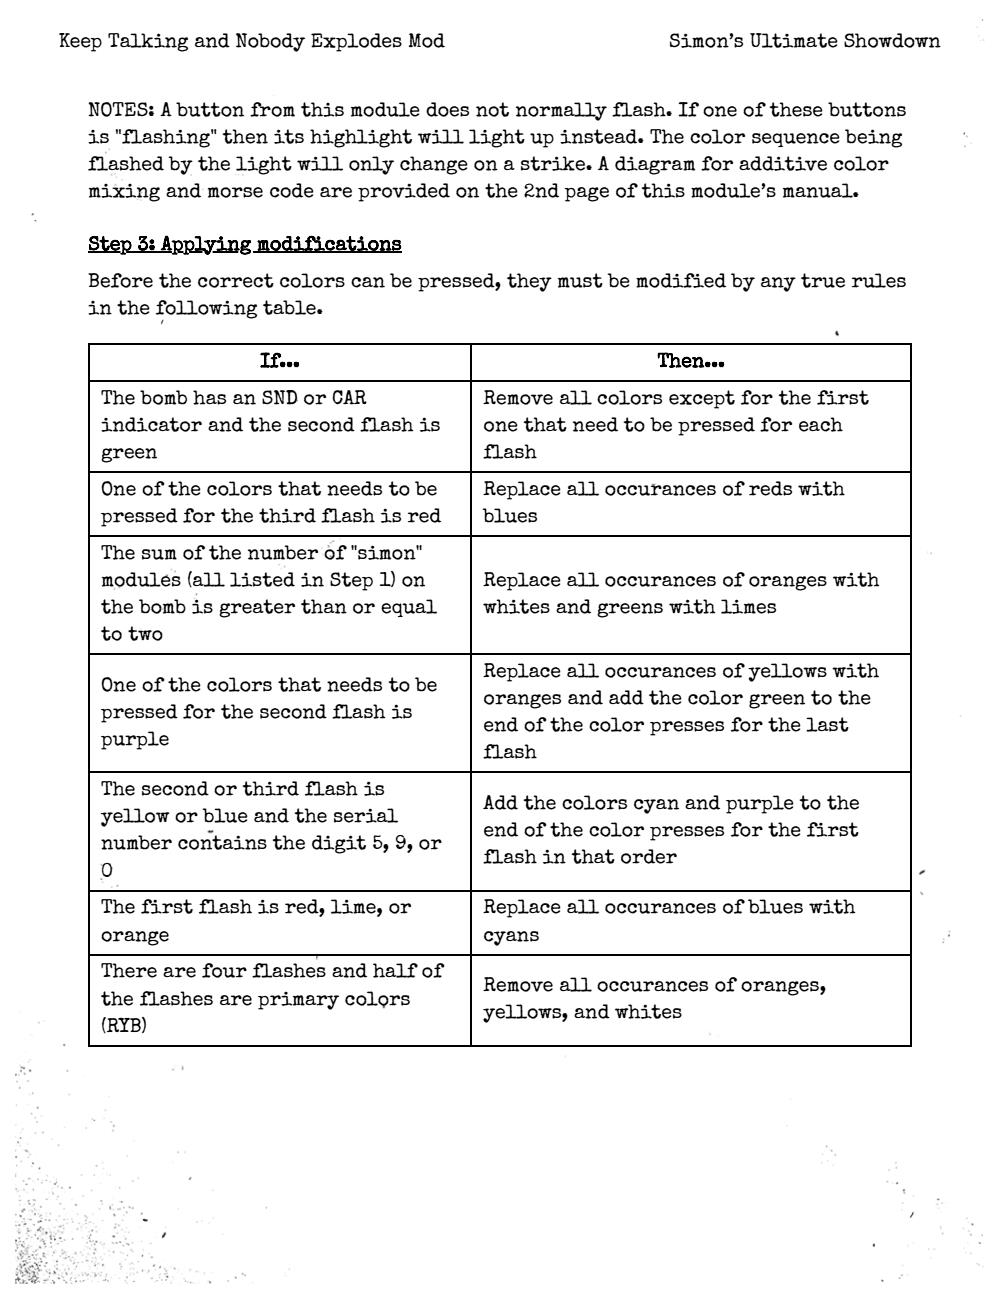 Keep Talking and Nobody Explodes Mod
Simon's Ultimate Showdown
NOTES: A button from this module does not normally flash. If one of these buttons
is "flashing" then its highlight will light up instead. The color sequence being
flashed by the light will only change on a strike. A diagram for additive color
mixing and morse code are provided on the 2nd page of this module's manual.
Step 3: Applying modifications
Before the correct colors can be pressed, they must be modified by any true rules
in the following table.
If...
Then...
The bomb has an SND or CAR
indicator and the second flash is
green
Remove all colors except for the first
one that need to be pressed for each
flash
One of the colors that needs to be
pressed for the third flash is red
Replace all occurances of reds with
blues
The sum of the number of "simon"
modules (all listed in Step 1) on
the bomb is greater than or equal
to two
Replace all occurances of oranges with
whites and greens with limes
One of the colors that needs to be
pressed for the second flash is
purple
Replace all occurances of yellows with
oranges and add the color green to the
end of the color presses for the last
flash
The second or third flash is
yellow or blue and the serial
number contains the digit 5, 9, or
0
Add the colors cyan and purple to the
end of the color presses for the first
flash in that order
The first flash is red, lime, or
orange
Replace all occurances of blues with
cyans
There are four flashes and half of
the flashes are primary colors
(RYB)
Remove all occurances of oranges,
yellows, and whites